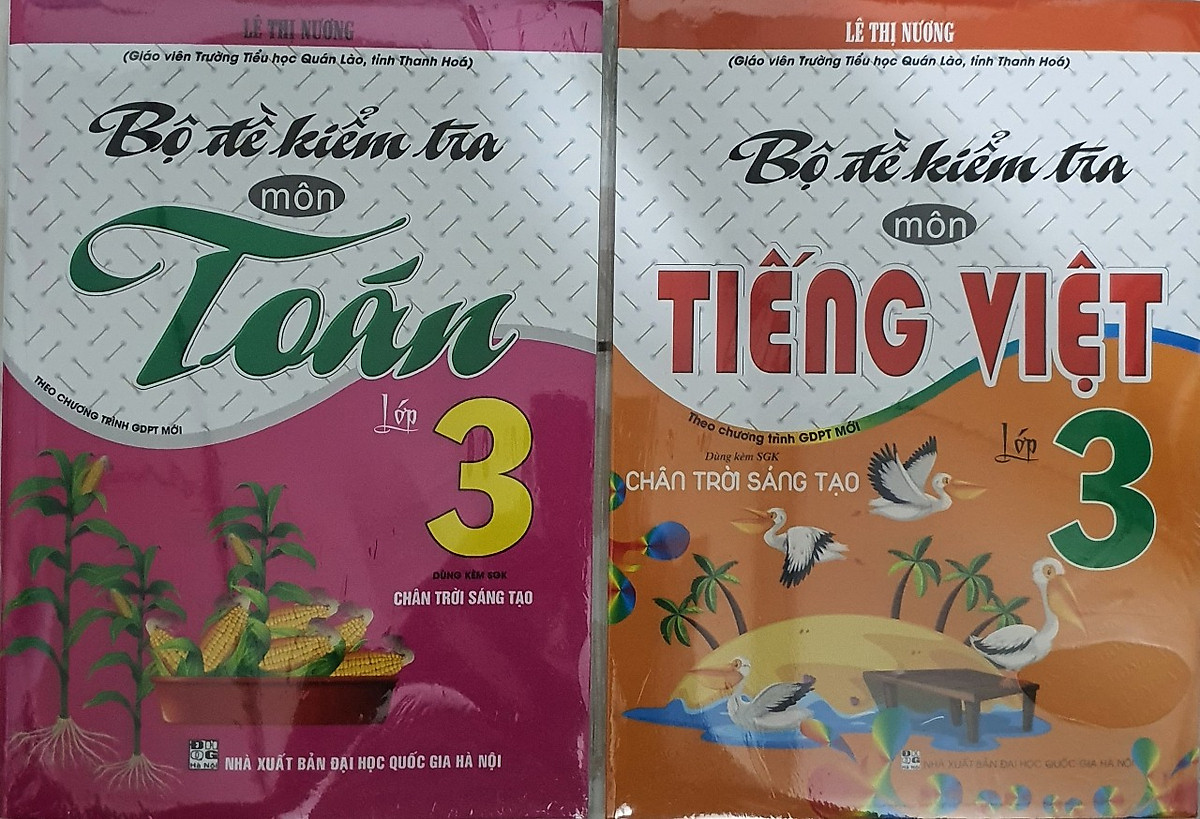 LÊ THỊ NƯƠNG
(Giáo viên Trường Tiểu học Quán Lào, tỉnh Thanh Hoá)
Bộ đề kiểm tra
môn
Toán
THEO CHƯƠNG TRÌNH GDPT MỚI
Lớp
3
DÙNG KÈM SGK
CHÂN TRỜI SÁNG TẠO
Hà Nội
NHÀ XUẤT BẢN ĐẠI HỌC QUỐC GIA HÀ NỘI
LÊ THỊ NƯƠNG
(Giáo viên Trường Tiểu học Quán Lào, tỉnh Thanh Hoá)
Bộ đề kiểm tra
môn
TIẾNG VIỆT
Theo chương trình GDPT MỚI
Lớp
3
Dùng kèm SGK
CHÂN TRỜI SÁNG TẠO
Hà Nội
NHÀ XUẤT BẢN ĐẠI HỌC QUỐC GIA HÀ NỘI